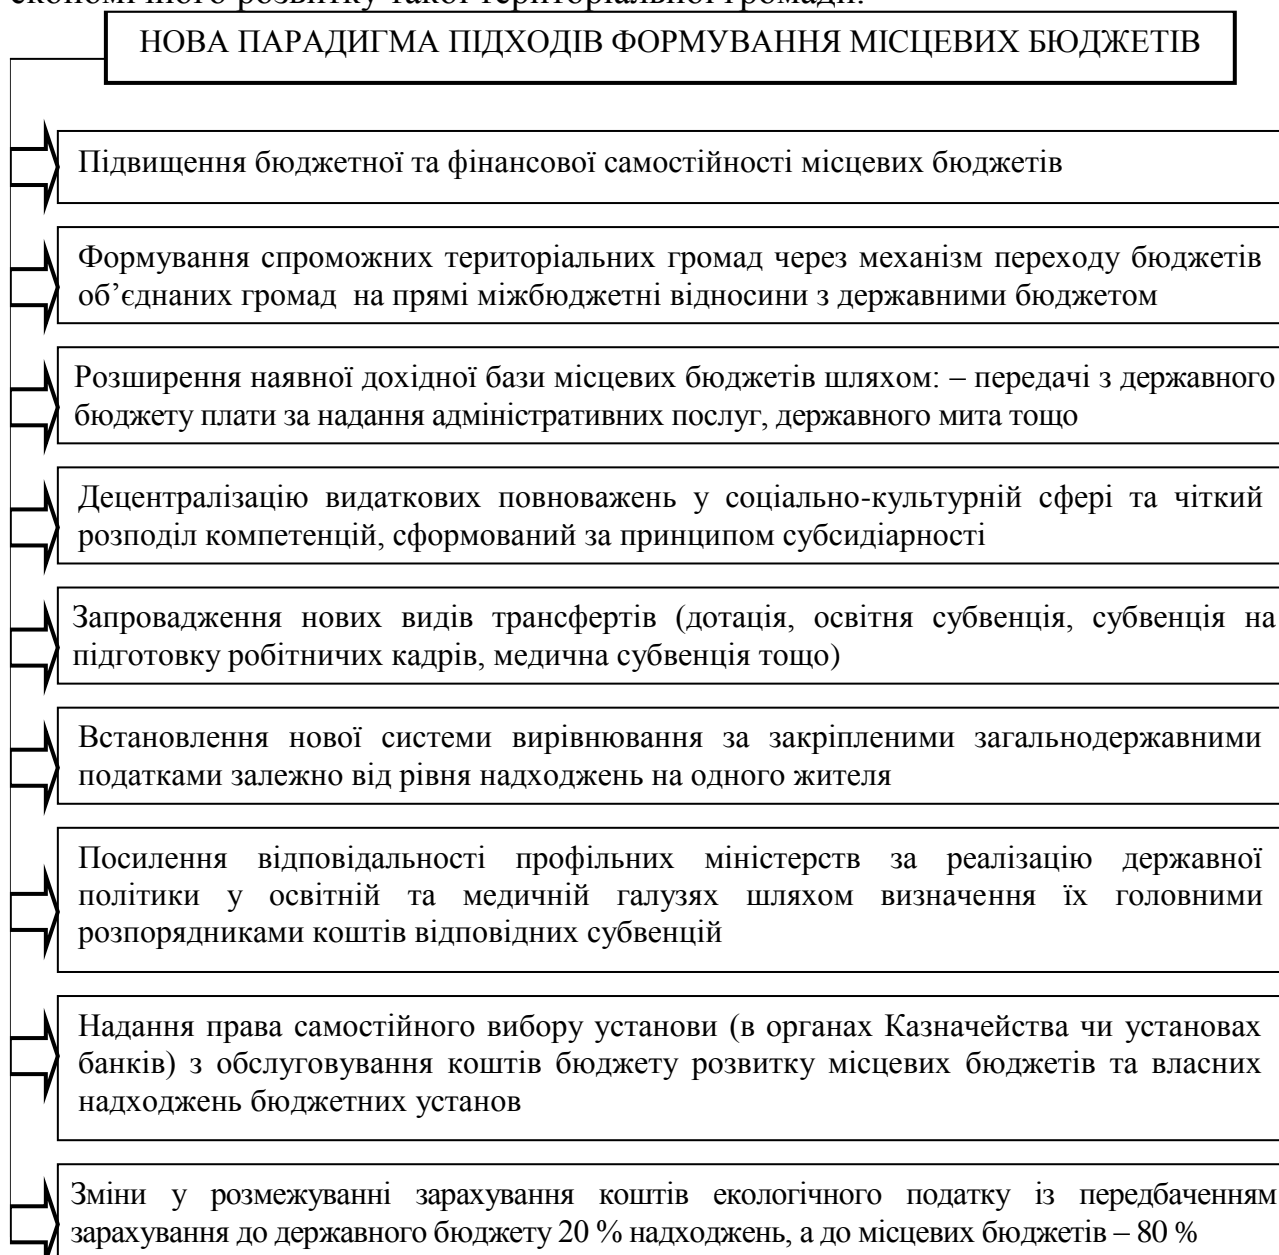 економічного розвитку такої територіальної громади.
НОВА ПАРАДИГМА ПІДХОДІВ ФОРМУВАННЯ МІСЦЕВИХ БЮДЖЕТІВ
Підвищення бюджетної та фінансової самостійності місцевих бюджетів
Формування спроможних територіальних громад через механізм переходу бюджетів
об’єднаних громад на прямі міжбюджетні відносини з державними бюджетом
Розширення наявної дохідної бази місцевих бюджетів шляхом: – передачі з державного
бюджету плати за надання адміністративних послуг, державного мита тощо
Децентралізацію видаткових повноважень у соціально-культурній сфері та чіткий
розподіл компетенцій, сформований за принципом субсидіарності
Запровадження нових видів трансфертів (дотація, освітня субвенція, субвенція на
підготовку робітничих кадрів, медична субвенція тощо)
Встановлення нової системи вирівнювання за закріпленими загальнодержавними
податками залежно від рівня надходжень на одного жителя
Посилення відповідальності профільних міністерств за реалізацію державної
політики у освітній та медичній галузях шляхом визначення їх головними
розпорядниками коштів відповідних субвенцій
Надання права самостійного вибору установи (в органах Казначейства чи установах
банків) з обслуговування коштів бюджету розвитку місцевих бюджетів та власних
надходжень бюджетних установ
Зміни у розмежуванні зарахування коштів екологічного податку із передбаченням
зарахування до державного бюджету 20 % надходжень, а до місцевих бюджетів – 80 %